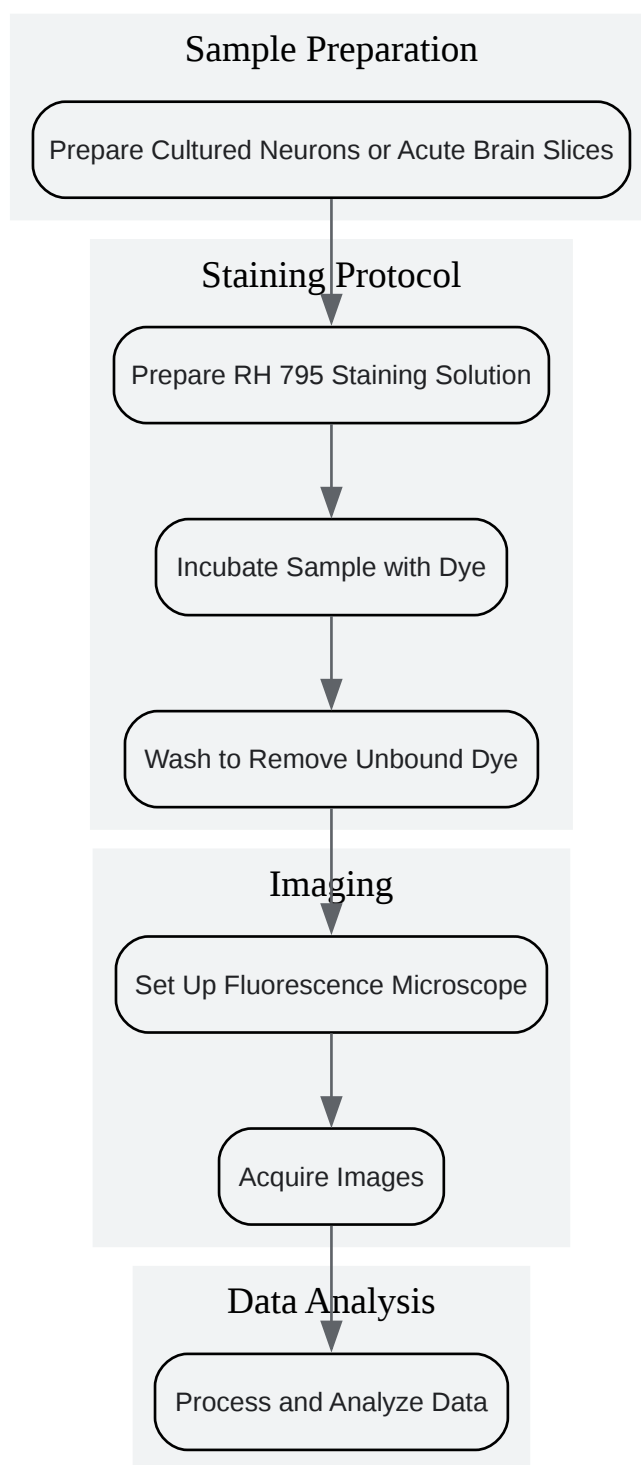 Sample Preparation
Prepare Cultured Neurons or Acute Brain Slices
Staining Protocol
Prepare RH 795 Staining Solution
Incubate Sample with Dye
Wash to Remove Unbound Dye
Imaging
Set Up Fluorescence Microscope
Acquire Images
Data Analysis
Process and Analyze Data